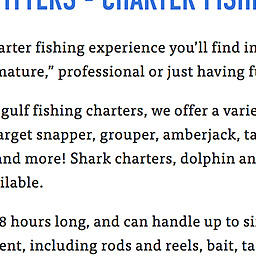 TTERS - CHARTER FISHI
arter fishing experience you'll find in
nature," professional or just having f
gulf fishing charters, we offer a varie
arget snapper, grouper, amberjack, ta
and more! Shark charters, dolphin an
ilable.
8 hours long, and can handle up to si
ent, including rods and reels, bait, ta